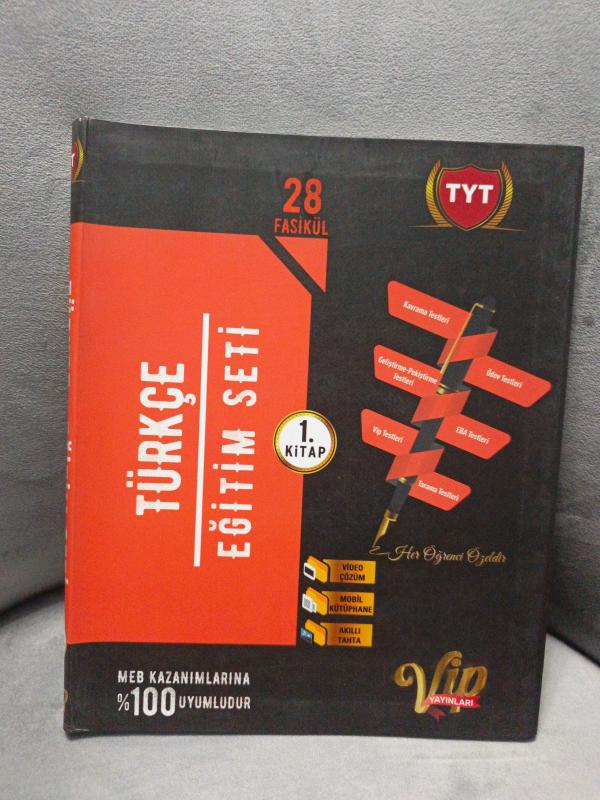 TYT
28
FASİKÜL
Kavrama Testleri
Geliştirme-Pekiştirme
Testleri
Ödev Testleri
Vip Testleri
EBA Testleri
Tarama Testleri
TÜRKÇE
EĞİTİM SETİ
1.
KİTAP
Her Öğrenci Özeldir
VİDEO
ÇÖZÜM
MOBİL
KÜTÜPHANE
AKILLI
TAHTA
MEB KAZANIMLARINA
%100 UYUMLUDUR
Vip
YAYINLARI